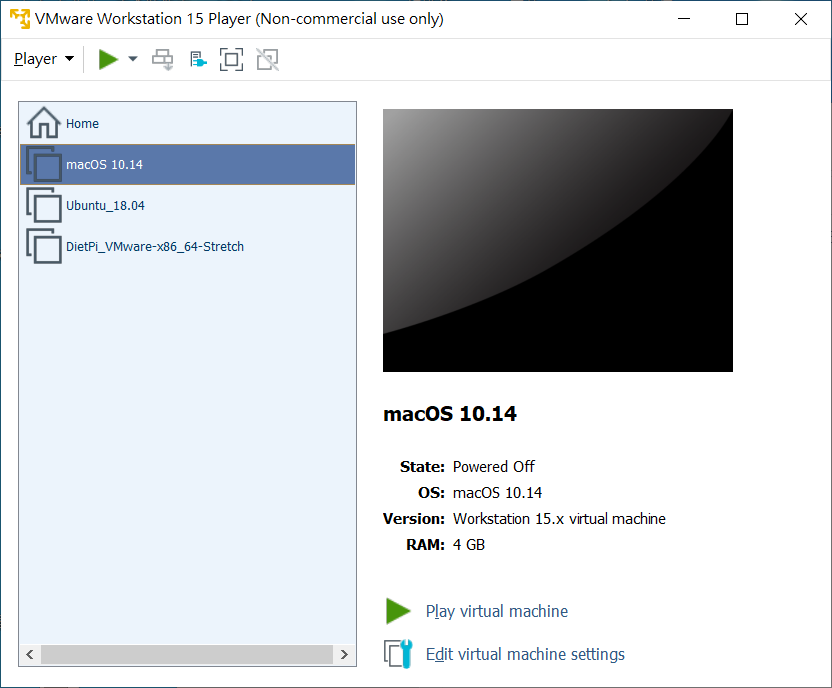 VMware Workstation 15 Player (Non-commercial use only)
Player
Home
macOS 10.14
Ubuntu_18.04
DietPi_VMware-x86_64-Stretch
macOS 10.14
State: Powered Off
OS: macOS 10.14
Version: Workstation 15.x virtual machine
RAM: 4 GB
Play virtual machine
Edit virtual machine settings